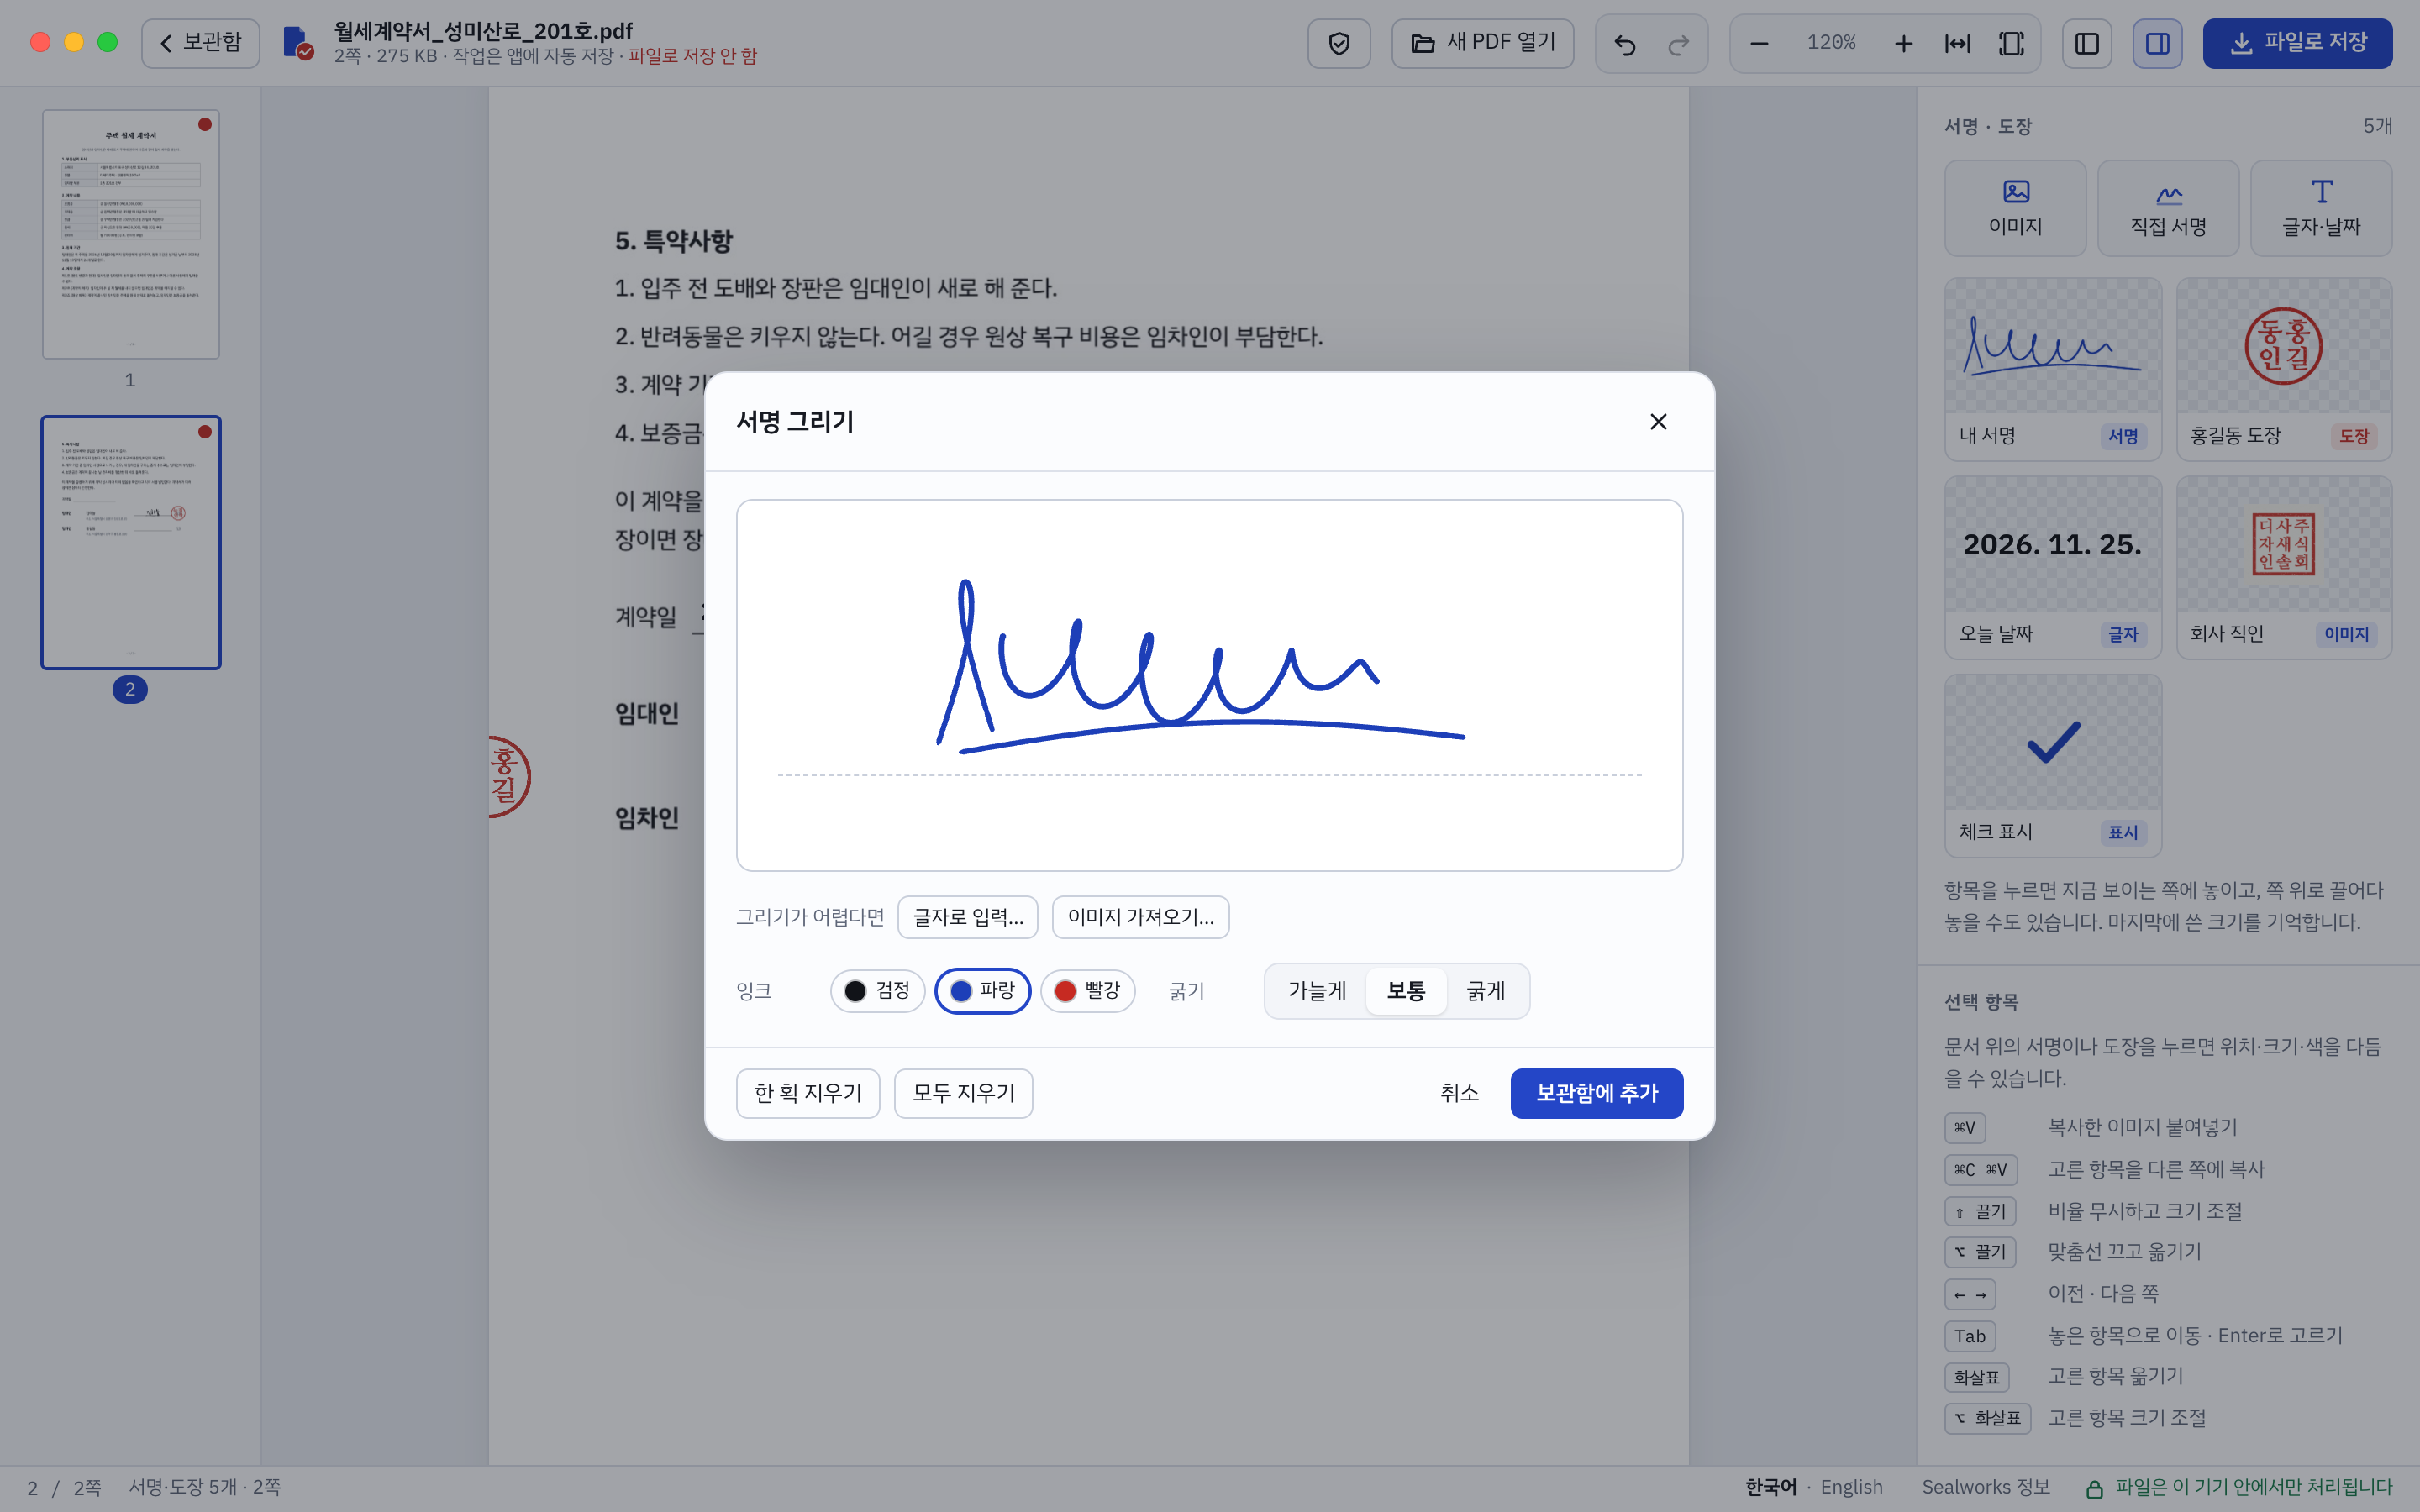 보관함
월세계약서_성미산로_201호.pdf
2쪽 · 275 KB · 작업은 앱에 자동 저장 · 파일로 저장 안 함
새 PDF 열기
120%
파일로 저장
주택 월세 계약서
1
2
5. 특약사항
1. 입주 전 도배와 장판은 임대인이 새로 해 준다.
2. 반려동물은 키우지 않는다. 어길 경우 원상 복구 비용은 임차인이 부담한다.
3. 계약 기
4. 보증금
이 계약을
장이면 장
계약일
임대인
홍
길
임차인
서명 그리기
그리기가 어렵다면
글자로 입력...
이미지 가져오기...
잉크
검정
파랑
빨강
굵기
가늘게
보통
굵게
한 획 지우기
모두 지우기
취소
보관함에 추가
서명 · 도장
5개
이미지
직접 서명
글자·날짜
동홍
인길
내 서명
서명
홍길동 도장
도장
2026. 11. 25.
디사주
자새식
인솔회
오늘 날짜
글자
회사 직인
이미지
체크 표시
표시
항목을 누르면 지금 보이는 쪽에 놓이고, 쪽 위로 끌어다
놓을 수도 있습니다. 마지막에 쓴 크기를 기억합니다.
선택 항목
문서 위의 서명이나 도장을 누르면 위치·크기·색을 다듬
을 수 있습니다.
⌘V 복사한 이미지 붙여넣기
⌘C ⌘V 고른 항목을 다른 쪽에 복사
⇧ 끌기 비율 무시하고 크기 조절
⌥ 끌기 맞춤선 끄고 옮기기
← → 이전 · 다음 쪽
Tab 놓은 항목으로 이동 · Enter로 고르기
화살표 고른 항목 옮기기
⌥ 화살표 고른 항목 크기 조절
2 / 2쪽
서명·도장 5개 · 2쪽
한국어 · English
Sealworks 정보
파일은 이 기기 안에서만 처리됩니다